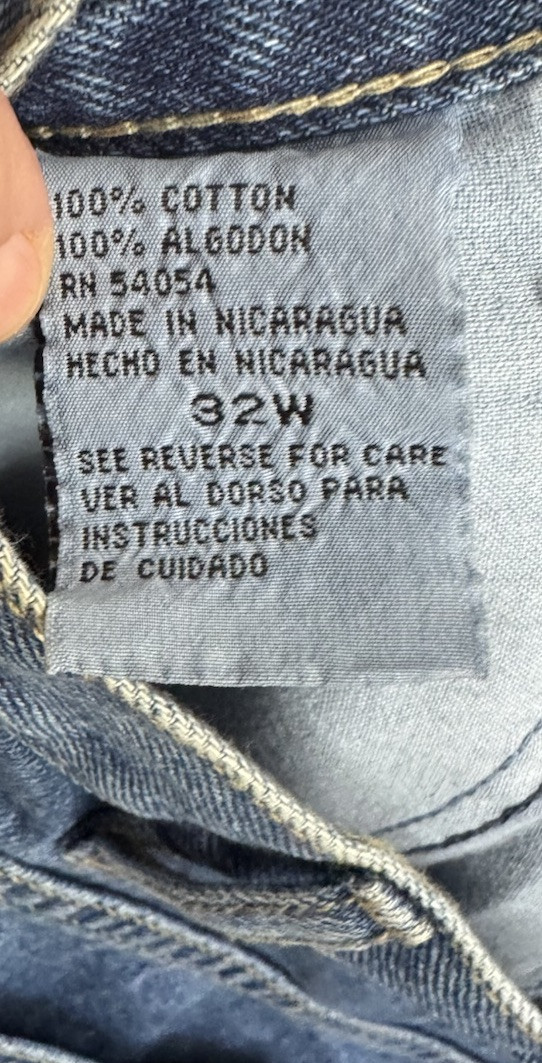 100% COTTON
100% ALGODON
RN 54054
MADE IN NICARAGUA
HECHO EN NICARAGUA
32W
SEE REVERSE FOR CARE
VER AL DORSO PARA
INSTRUCCIONES
DE CUIDADO